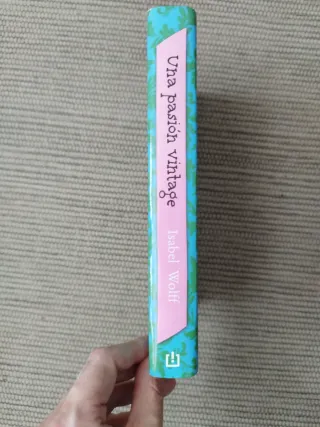 Una pasión vintage
Isabel Wolff